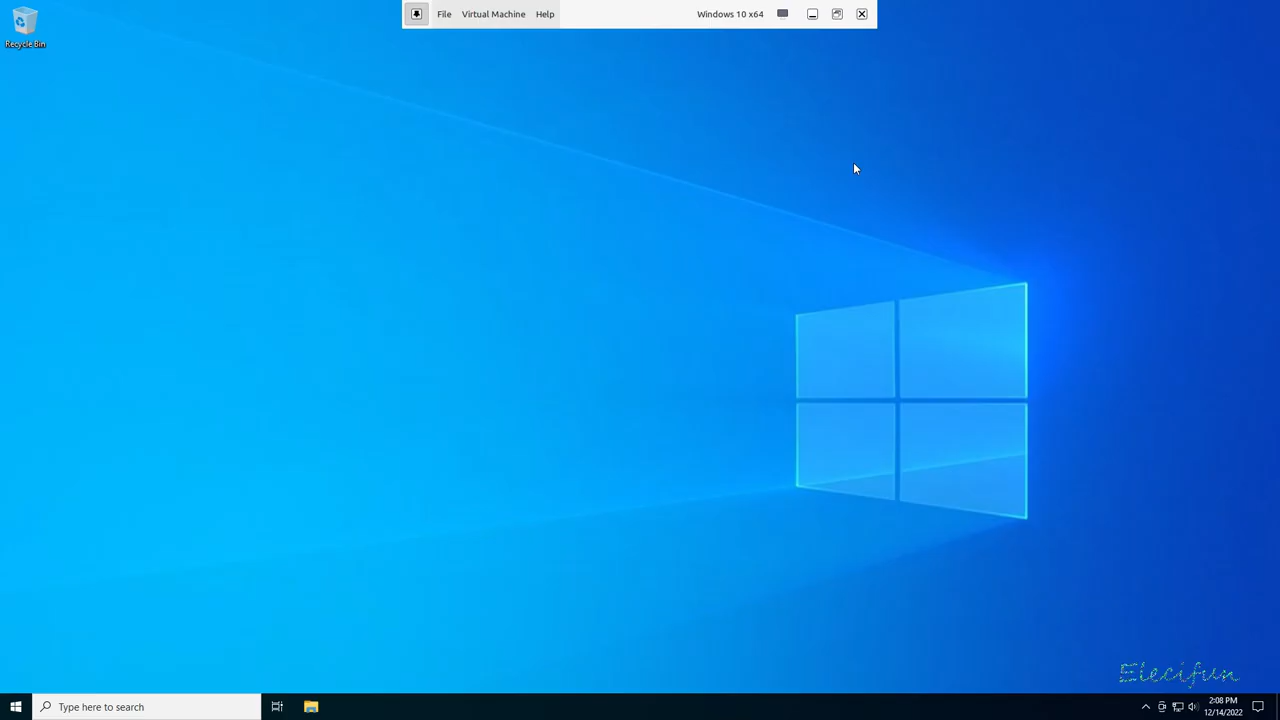 File Virtual Machine Help Windows 10 x64
Recycle Bin
Elecifun
Type here to search
2:08 PM
12/14/2022